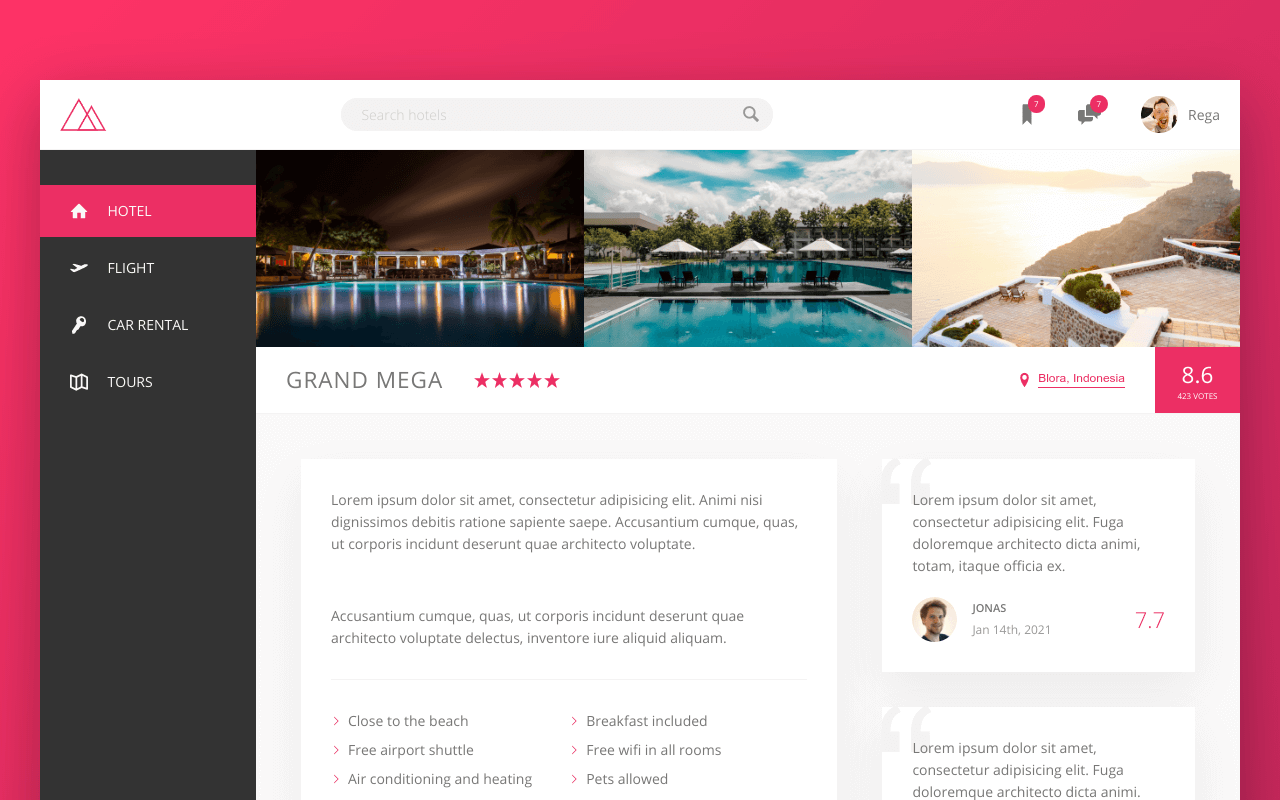 Search hotels
7
7
Rega
HOTEL
FLIGHT
CAR RENTAL
TOURS
GRAND MEGA
Blora, Indonesia
8.6
423 VOTES
Lorem ipsum dolor sit amet, consectetur adipisicing elit. Animi nisi
dignissimos debitis ratione sapiente saepe. Accusantium cumque, quas,
ut corporis incidunt deserunt quae architecto voluptate.
Accusantium cumque, quas, ut corporis incidunt deserunt quae
architecto voluptate delectus, inventore iure aliquid aliquam.
Close to the beach
Breakfast included
Free airport shuttle
Free wifi in all rooms
Air conditioning and heating
Pets allowed
“
Lorem ipsum dolor sit amet,
consectetur adipisicing elit. Fuga
doloremque architecto dicta animi,
totam, itaque officia ex.
JONAS
Jan 14th, 2021
7.7
“
Lorem ipsum dolor sit amet,
consectetur adipisicing elit. Fuga
doloremque architecto dicta animi.